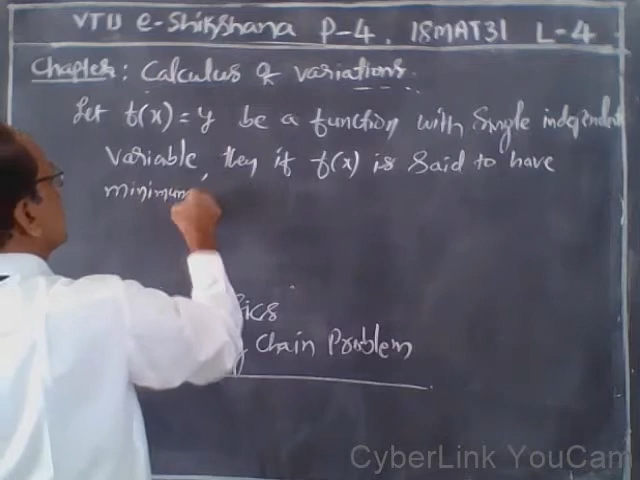 VTU e-Shikshana P-4, 18MAT31 L-4
Chapter: Calculus of variations.
Let f(x) = y be a function with Single independent
Variable, then if f(x) is Said to have
minimum
Chain Problem
CyberLink YouCam